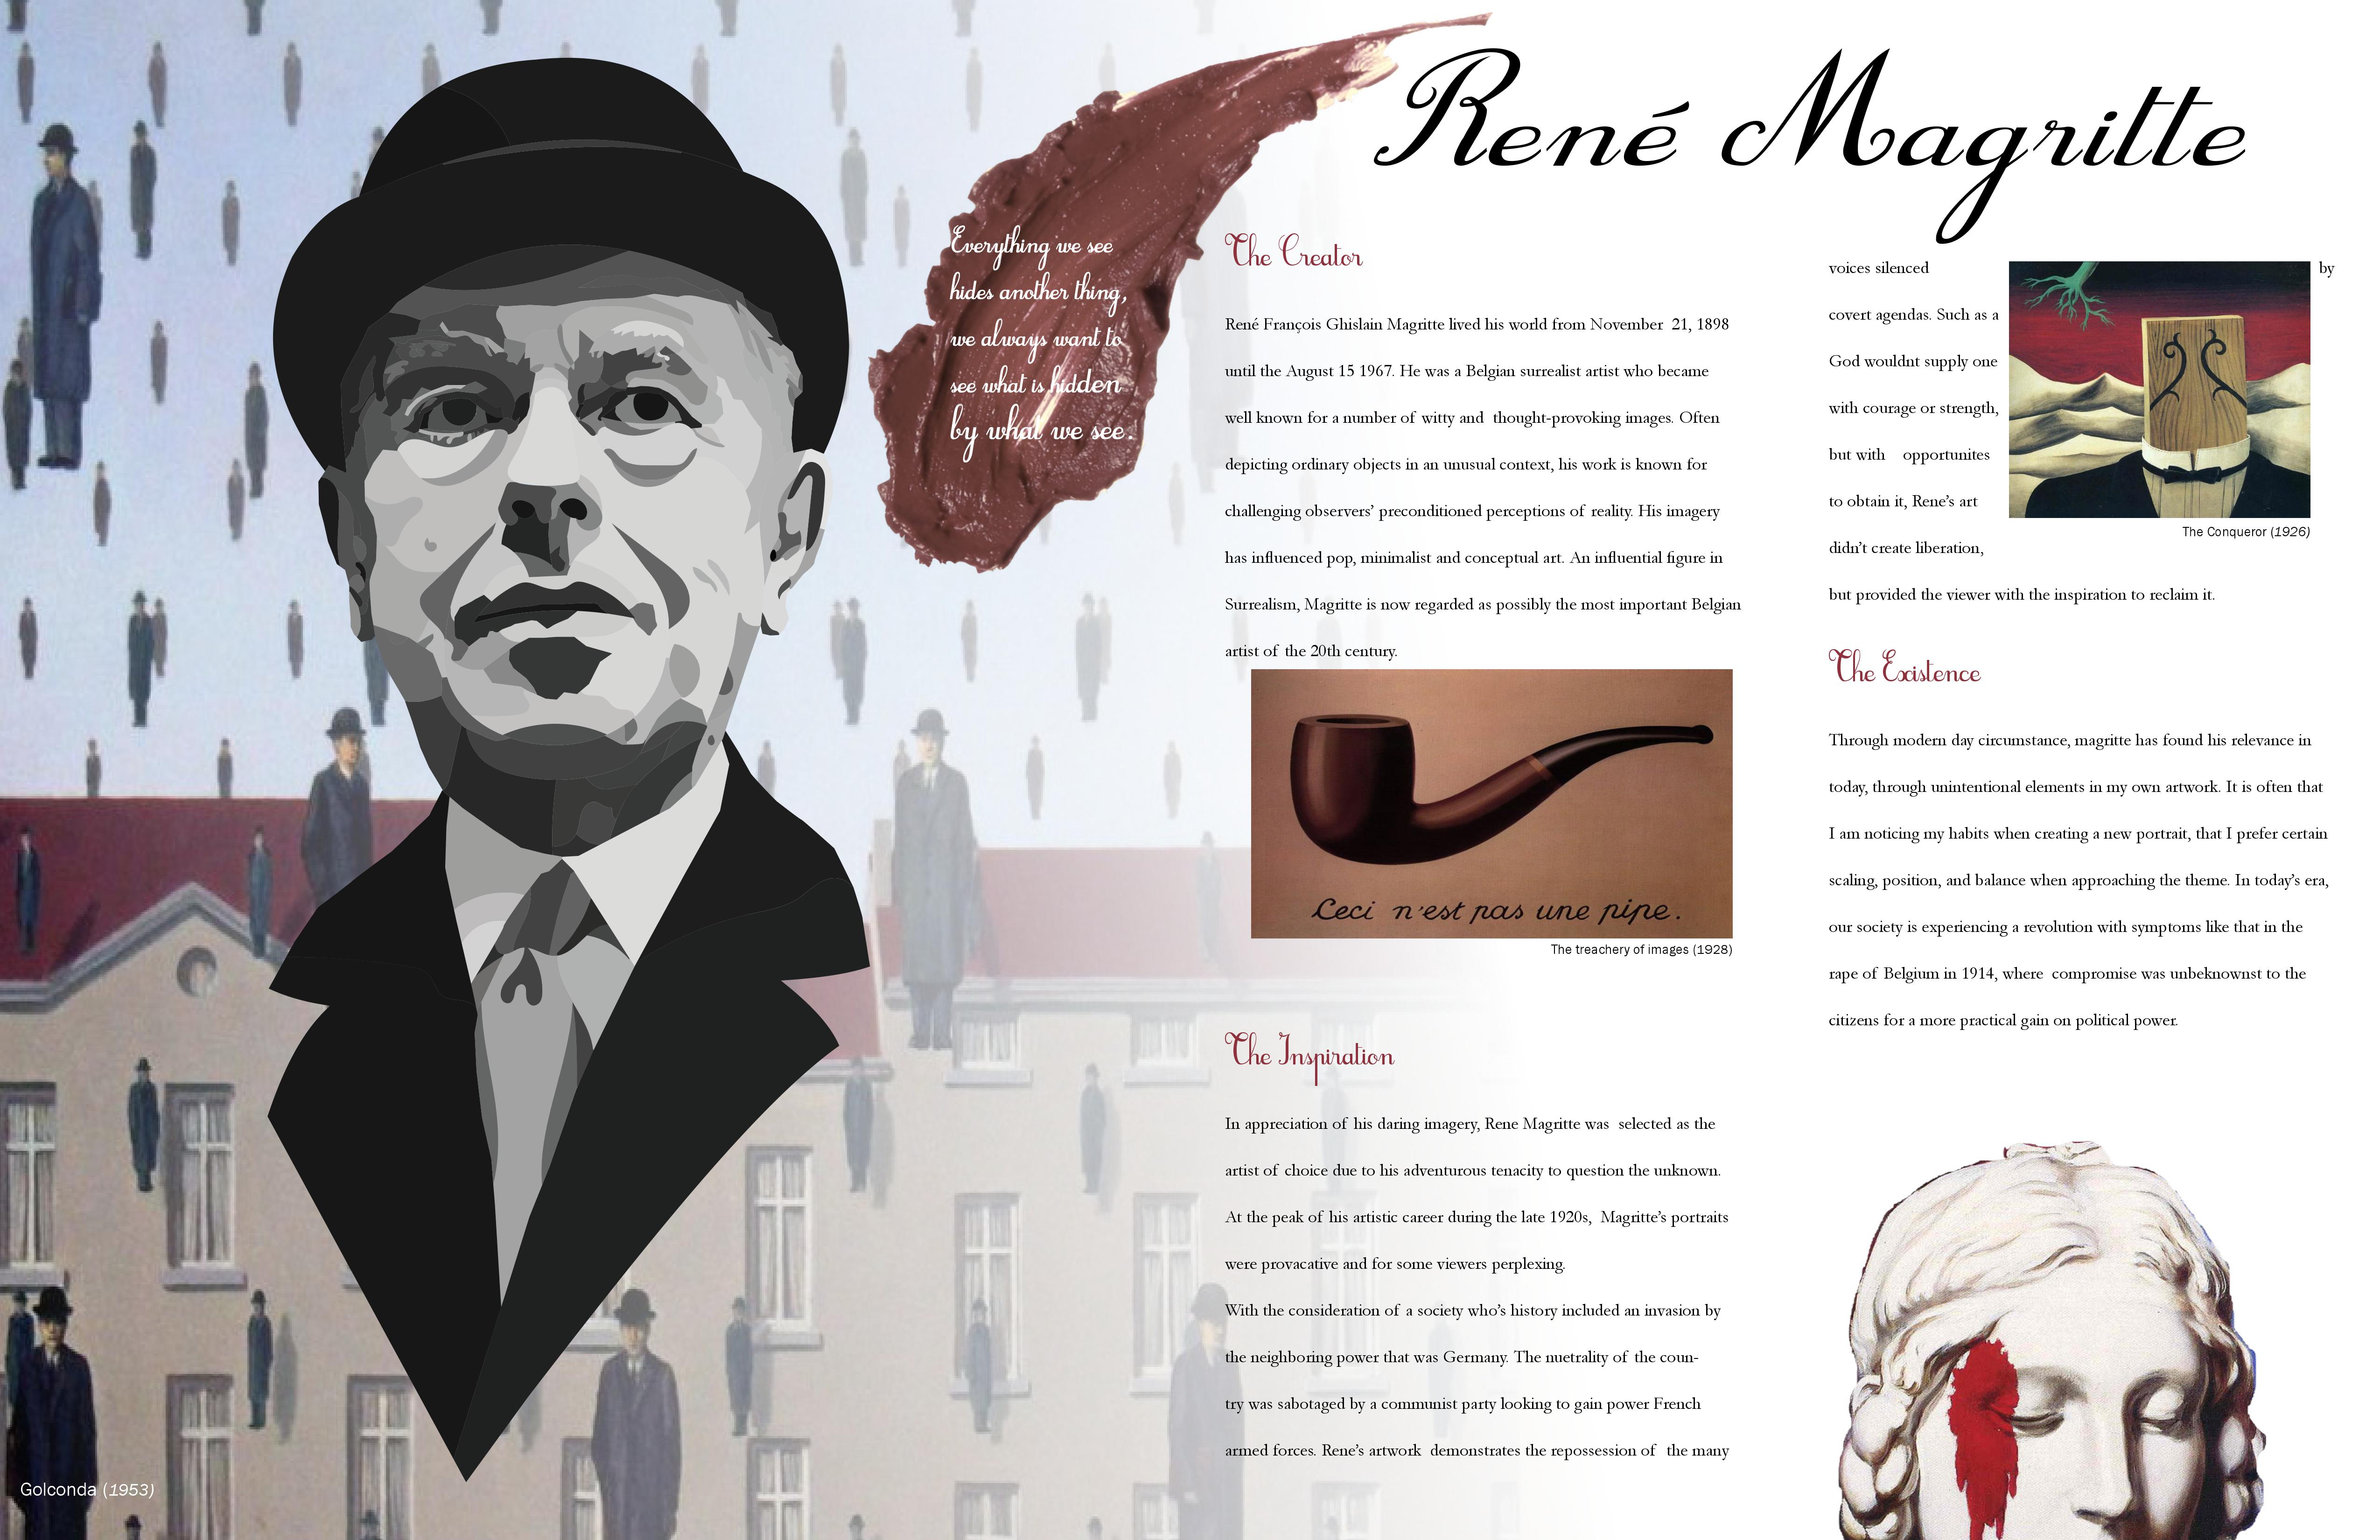 René Magritte
Everything we see
hides another thing,
we always want to
see what is hidden
by what we see.
The Creator
René François Ghislain Magritte lived his world from November 21, 1898
until the August 15 1967. He was a Belgian surrealist artist who became
well known for a number of witty and thought-provoking images. Often
depicting ordinary objects in an unusual context, his work is known for
challenging observers’ preconditioned perceptions of reality. His imagery
has influenced pop, minimalist and conceptual art. An influential figure in
Surrealism, Magritte is now regarded as possibly the most important Belgian
artist of the 20th century.
Ceci n'est pas une pipe.
The treachery of images (1928)
The Inspiration
In appreciation of his daring imagery, Rene Magritte was selected as the
artist of choice due to his adventurous tenacity to question the unknown.
At the peak of his artistic career during the late 1920s, Magritte’s portraits
were provacative and for some viewers perplexing.
With the consideration of a society who’s history included an invasion by
the neighboring power that was Germany. The nuetrality of the coun-
try was sabotaged by a communist party looking to gain power French
armed forces. Rene’s artwork demonstrates the repossession of the many
voices silenced by
covert agendas. Such as a
God wouldnt supply one
with courage or strength,
but with opportunites
to obtain it, Rene’s art
didn’t create liberation,
but provided the viewer with the inspiration to reclaim it.
The Conqueror (1926)
The Existence
Through modern day circumstance, magritte has found his relevance in
today, through unintentional elements in my own artwork. It is often that
I am noticing my habits when creating a new portrait, that I prefer certain
scaling, position, and balance when approaching the theme. In today’s era,
our society is experiencing a revolution with symptoms like that in the
rape of Belgium in 1914, where compromise was unbeknownst to the
citizens for a more practical gain on political power.
Golconda (1953)